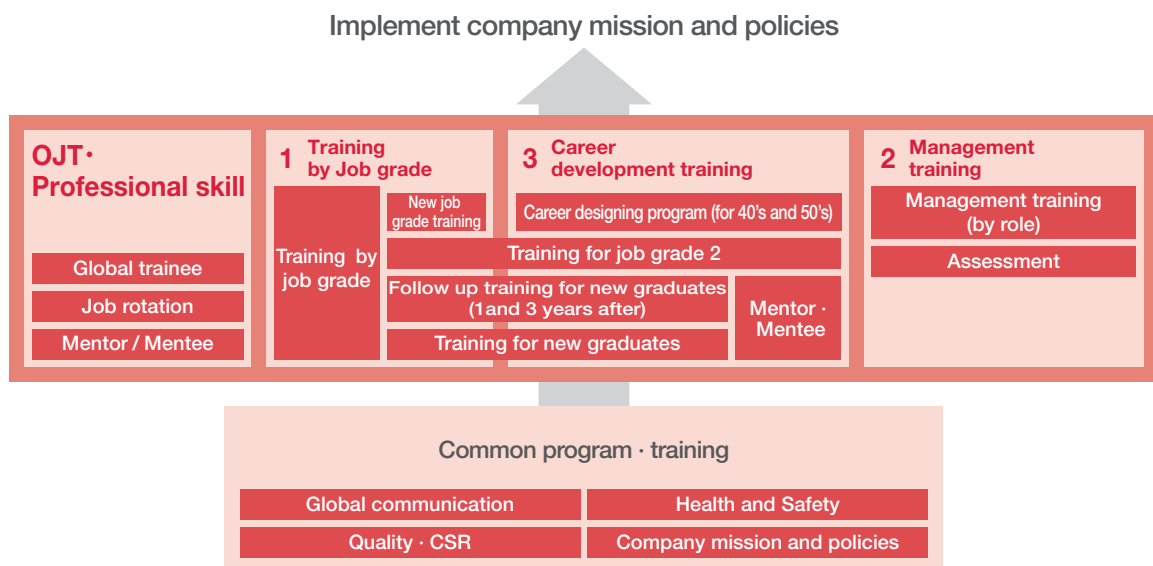 Implement company mission and policies
OJT·
Professional skill
Global trainee
Job rotation
Mentor / Mentee
1 Training
by Job grade
Training by
job grade
New job
grade training
3 Career
development training
Career designing program (for 40's and 50's)
Training for job grade 2
Follow up training for new graduates
(1and 3 years after)
Training for new graduates
Mentor ·
Mentee
2 Management
training
Management training
(by role)
Assessment
Common program · training
Global communication
Health and Safety
Quality · CSR
Company mission and policies